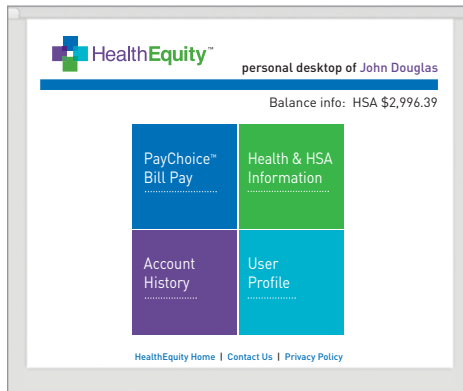 HealthEquity™
personal desktop of John Douglas
Balance info: HSA $2,996.39
PayChoice™
Bill Pay
Health & HSA
Information
Account
History
User
Profile
HealthEquity Home | Contact Us | Privacy Policy